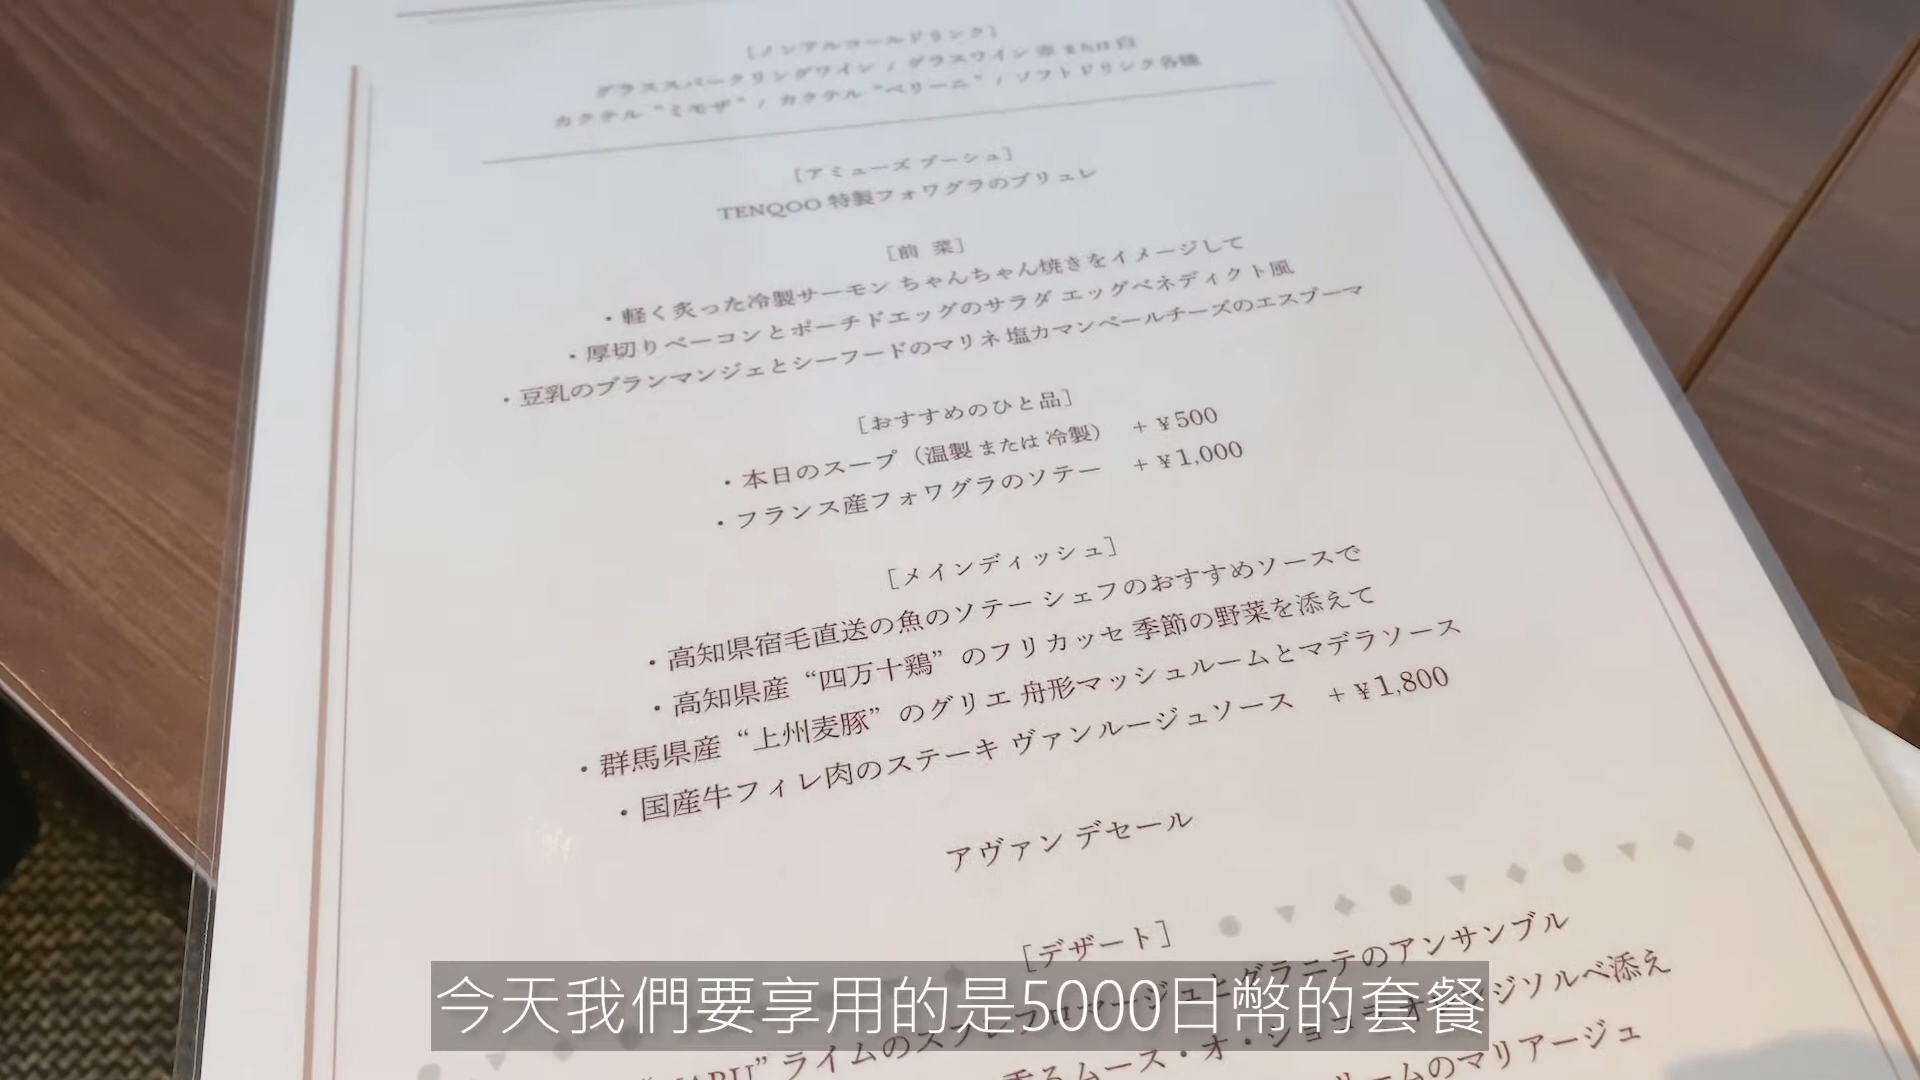 [ノンアルコールドリンク]
グラススパークリングワイン / グラスワイン 赤 または 白
カクテル “ミモザ” / カクテル “ベリーニ” / ソフトドリンク各種
[アミューズ ブーシュ]
TENQOO 特製フォワグラのブリュレ
[前 菜]
・軽く炙った冷製サーモン ちゃんちゃん焼きをイメージして
・厚切りベーコンとポーチドエッグのサラダ エッグベネディクト風
・豆乳のブランマンジェとシーフードのマリネ 塩カマンベールチーズのエスプーマ
[おすすめのひと品]
・本日のスープ（温製 または 冷製） + ¥500
・フランス産フォワグラのソテー + ¥1,000
[メインディッシュ]
・高知県宿毛直送の魚のソテー シェフのおすすめソースで
・高知県産 “四万十鶏” のフリカッセ 季節の野菜を添えて
・群馬県産 “上州麦豚” のグリエ 舟形マッシュルームとマデラソース
・国産牛フィレ肉のステーキ ヴァンルージュソース + ¥1,800
アヴァン デセール
[デザート]
グラニテのアンサンブル
今天我們要享用的是5000日幣的套餐
ライムの
ソルベ添え
ムース・オ・ショコラ
のマリアージュ